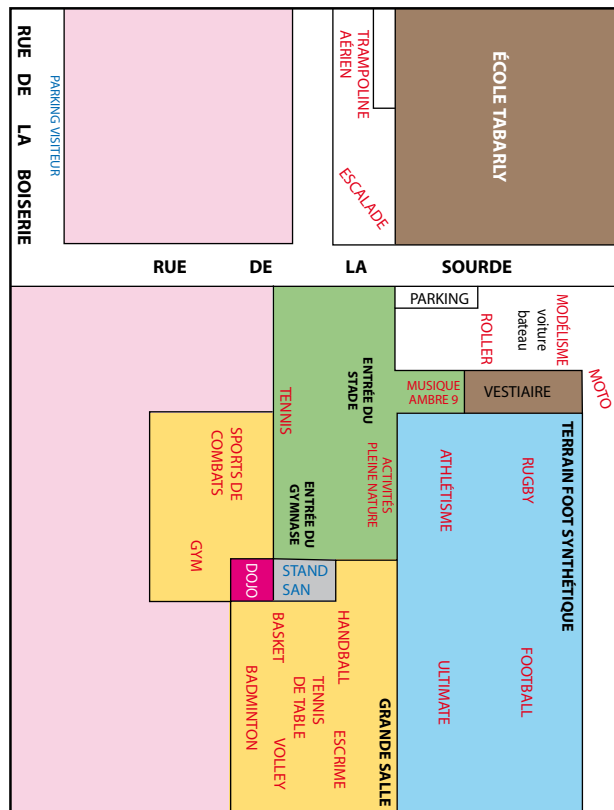 RUE DE LA BOISERIE
PARKING VISITEUR
TRAMPOLINE
AÉRIEN
ESCALADE
ÉCOLE TABARLY
RUE DE LA SOURDE
PARKING
MODÉLISME
voiture
bateau
ROLLER
MOTO
ENTRÉE DU
STADE
MUSIQUE
AMBRE 9
VESTIAIRE
TENNIS
ACTIVITÉS
PLEINE NATURE
ENTRÉE DU
GYMNASE
SPORTS DE
COMBATS
GYM
DOJO
STAND
SAN
TERRAIN FOOT SYNTHÉTIQUE
RUGBY
ATHLÉTISME
FOOTBALL
ULTIMATE
GRANDE SALLE
HANDBALL
BASKET
TENNIS
DE TABLE
BADMINTON
VOLLEY
ESCRIME